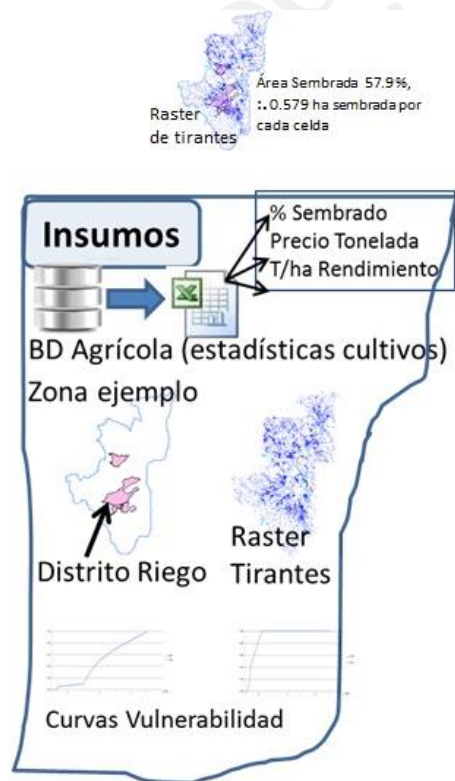 Área Sembrada 57.9%,
:. 0.579 ha sembrada por
cada celda
Raster
de tirantes
Insumos
% Sembrado
Precio Tonelada
T/ha Rendimiento
BD Agrícola (estadísticas cultivos)
Zona ejemplo
Distrito Riego
Raster
Tirantes
Curvas Vulnerabilidad